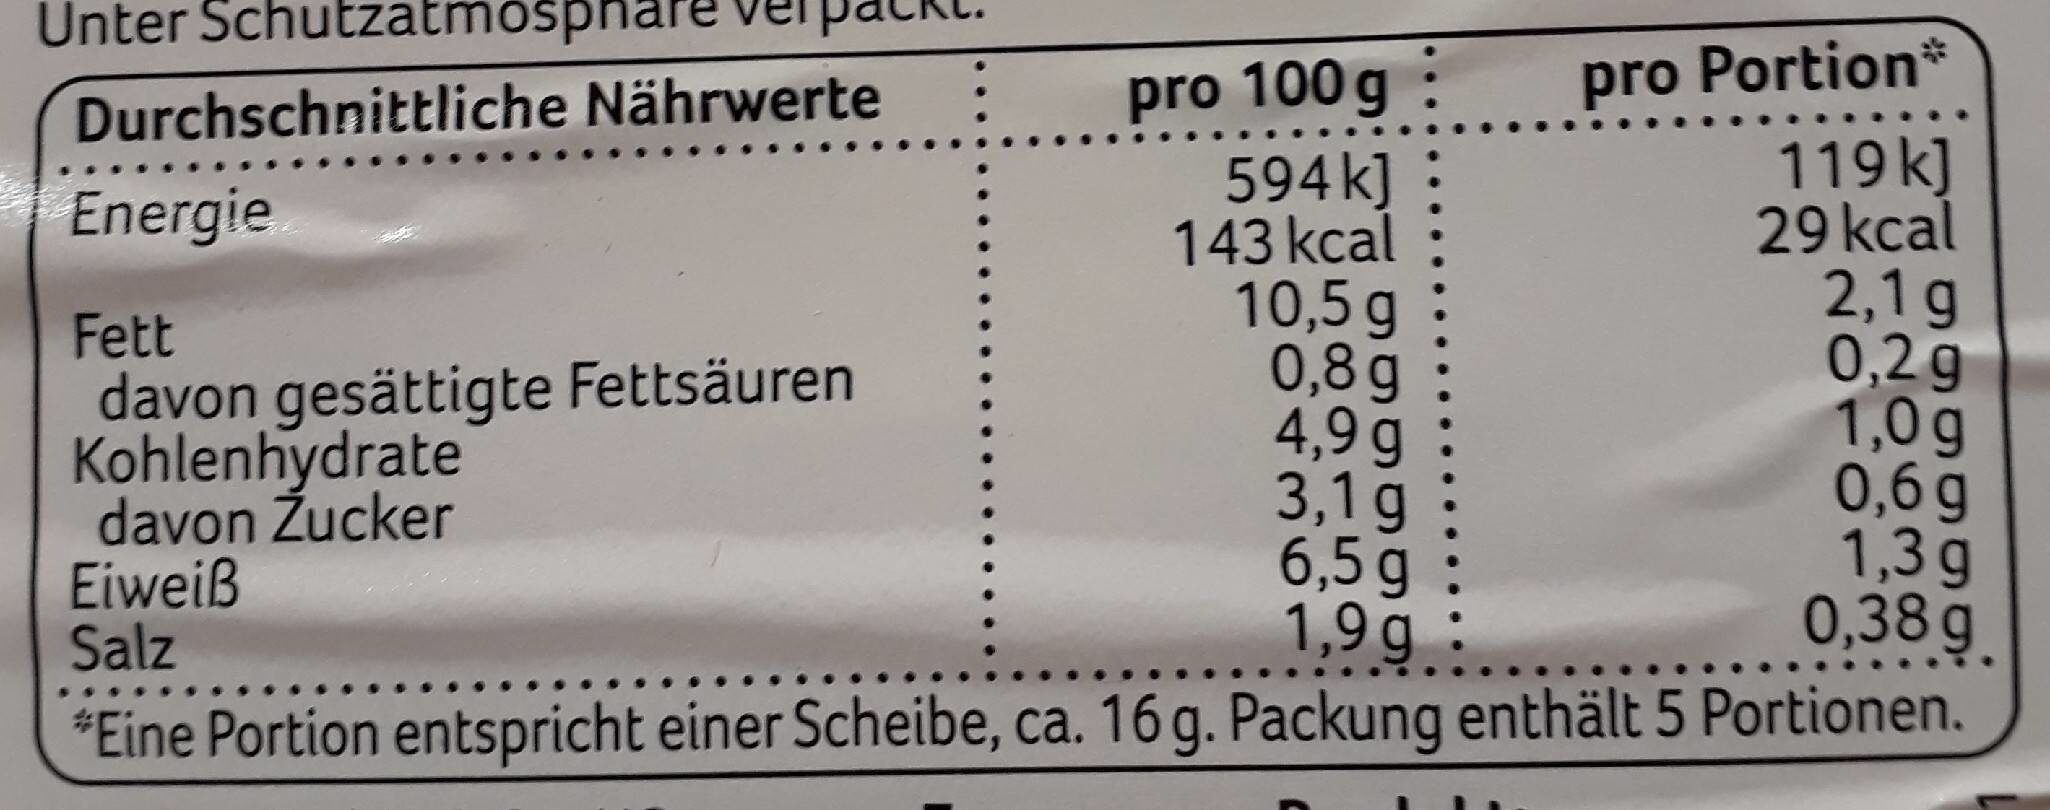 Unter Schutzatmosphäre verpackt.
Durchschnittliche Nährwerte pro 100 g pro Portion*
Energie 594 kJ 119 kJ
143 kcal 29 kcal
Fett 10,5 g 2,1 g
davon gesättigte Fettsäuren 0,8 g 0,2 g
Kohlenhydrate 4,9 g 1,0 g
davon Zucker 3,1 g 0,6 g
Eiweiß 6,5 g 1,3 g
Salz 1,9 g 0,38 g
*Eine Portion entspricht einer Scheibe, ca. 16 g. Packung enthält 5 Portionen.